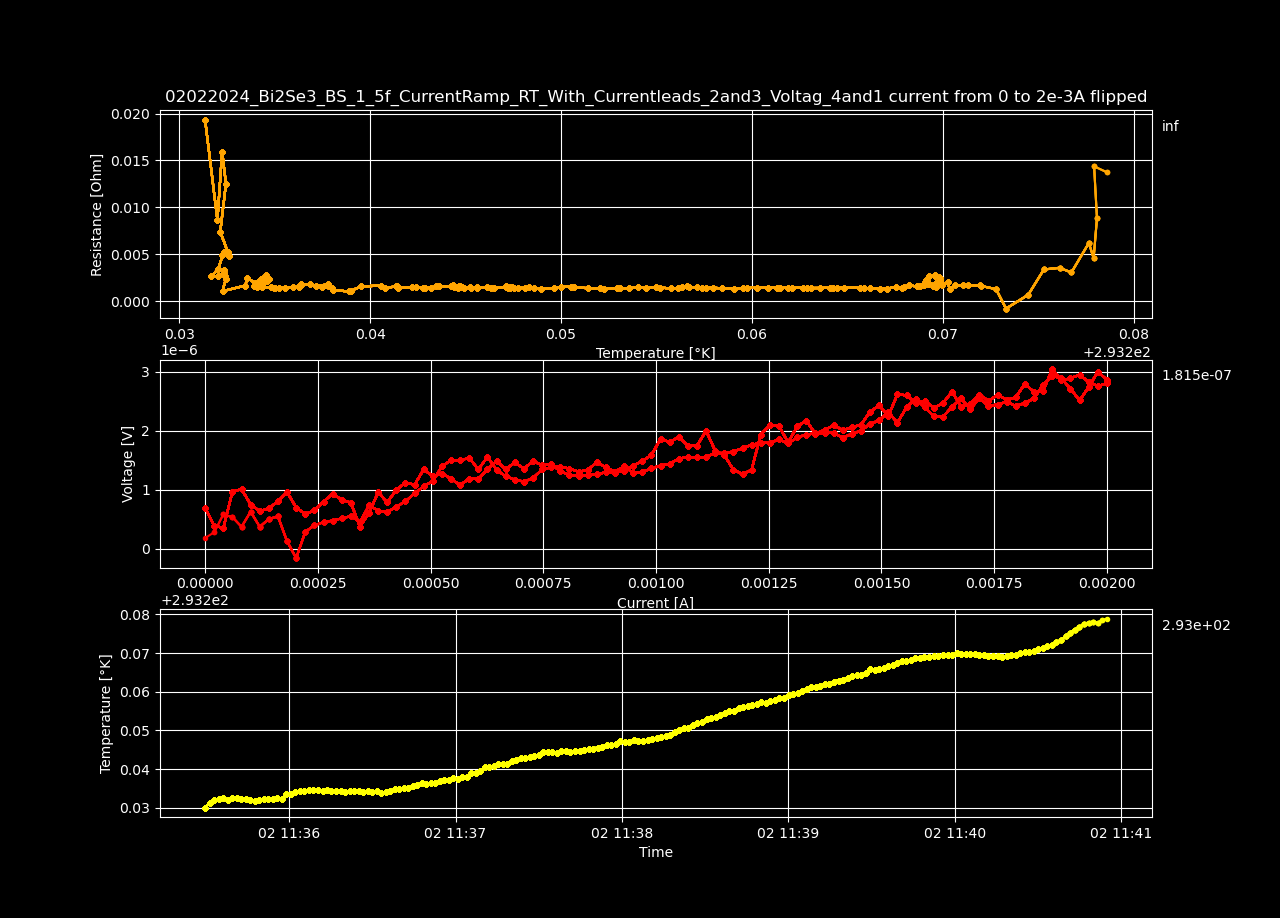 02022024_Bi2Se3_BS_1_5f_CurrentRamp_RT_With_Currentleads_2and3_Voltag_4and1 current from 0 to 2e-3A flipped
0.020
0.015
0.010
0.005
0.000
Resistance [Ohm]
inf
0.03 0.04 0.05 0.06 0.07 0.08
Temperature [°K]
+2.932e2
1e−6
3
2
1
0
Voltage [V]
1.815e-07
0.00000 0.00025 0.00050 0.00075 0.00100 0.00125 0.00150 0.00175 0.00200
Current [A]
+2.932e2
0.08
0.07
0.06
0.05
0.04
0.03
Temperature [°K]
2.93e+02
02 11:36 02 11:37 02 11:38 02 11:39 02 11:40 02 11:41
Time